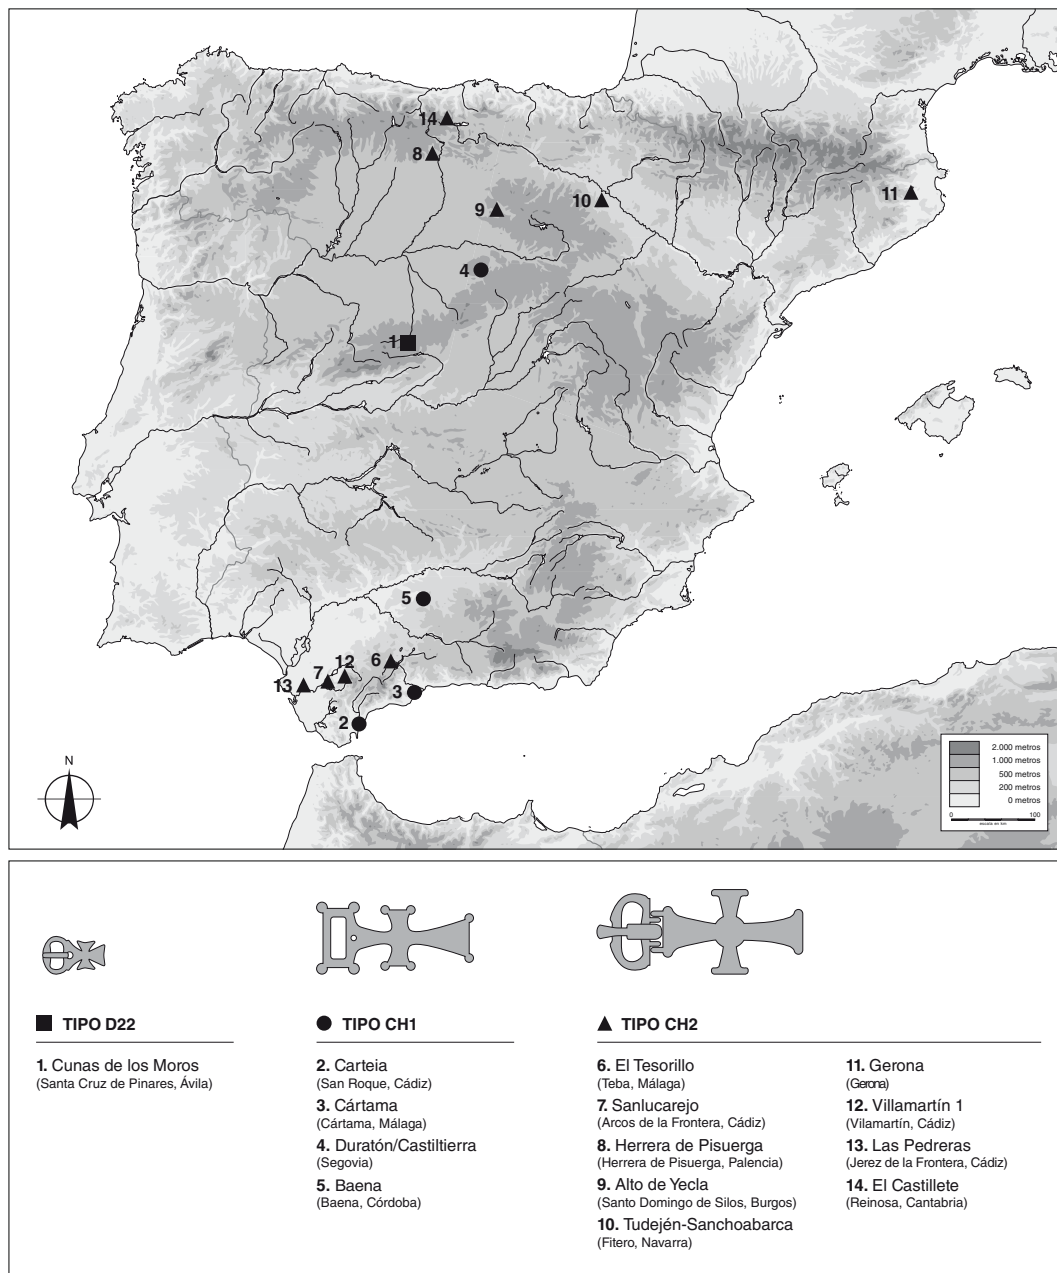 14
8
11
10
9
4
1
5
6
12
7
13
3
2
N
2.000 metros
1.000 metros
500 metros
200 metros
0 metros
0 100
escala en km
TIPO D22
1. Cunas de los Moros
(Santa Cruz de Pinares, Ávila)
TIPO CH1
2. Carteia
(San Roque, Cádiz)
3. Cártama
(Cártama, Málaga)
4. Duratón/Castiltierra
(Segovia)
5. Baena
(Baena, Córdoba)
TIPO CH2
6. El Tesorillo
(Teba, Málaga)
7. Sanlucarejo
(Arcos de la Frontera, Cádiz)
8. Herrera de Pisuerga
(Herrera de Pisuerga, Palencia)
9. Alto de Yecla
(Santo Domingo de Silos, Burgos)
10. Tudején-Sanchoabarca
(Fitero, Navarra)
11. Gerona
(Gerona)
12. Villamartín 1
(Vilamartín, Cádiz)
13. Las Pedreras
(Jerez de la Frontera, Cádiz)
14. El Castillete
(Reinosa, Cantabria)